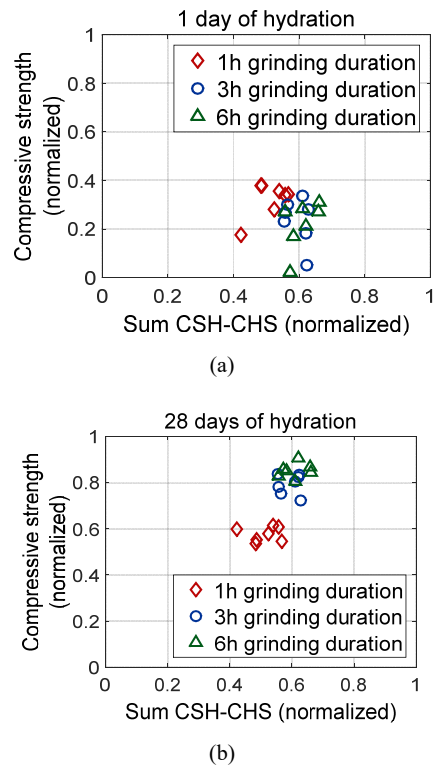 1 day of hydration
1
0.8
0.6
0.4
0.2
0
Compressive strength
(normalized)
1h grinding duration
3h grinding duration
6h grinding duration
0 0.2 0.4 0.6 0.8 1
Sum CSH-CHS (normalized)
(a)
28 days of hydration
1
0.8
0.6
0.4
0.2
0
Compressive strength
(normalized)
1h grinding duration
3h grinding duration
6h grinding duration
0 0.2 0.4 0.6 0.8 1
Sum CSH-CHS (normalized)
(b)